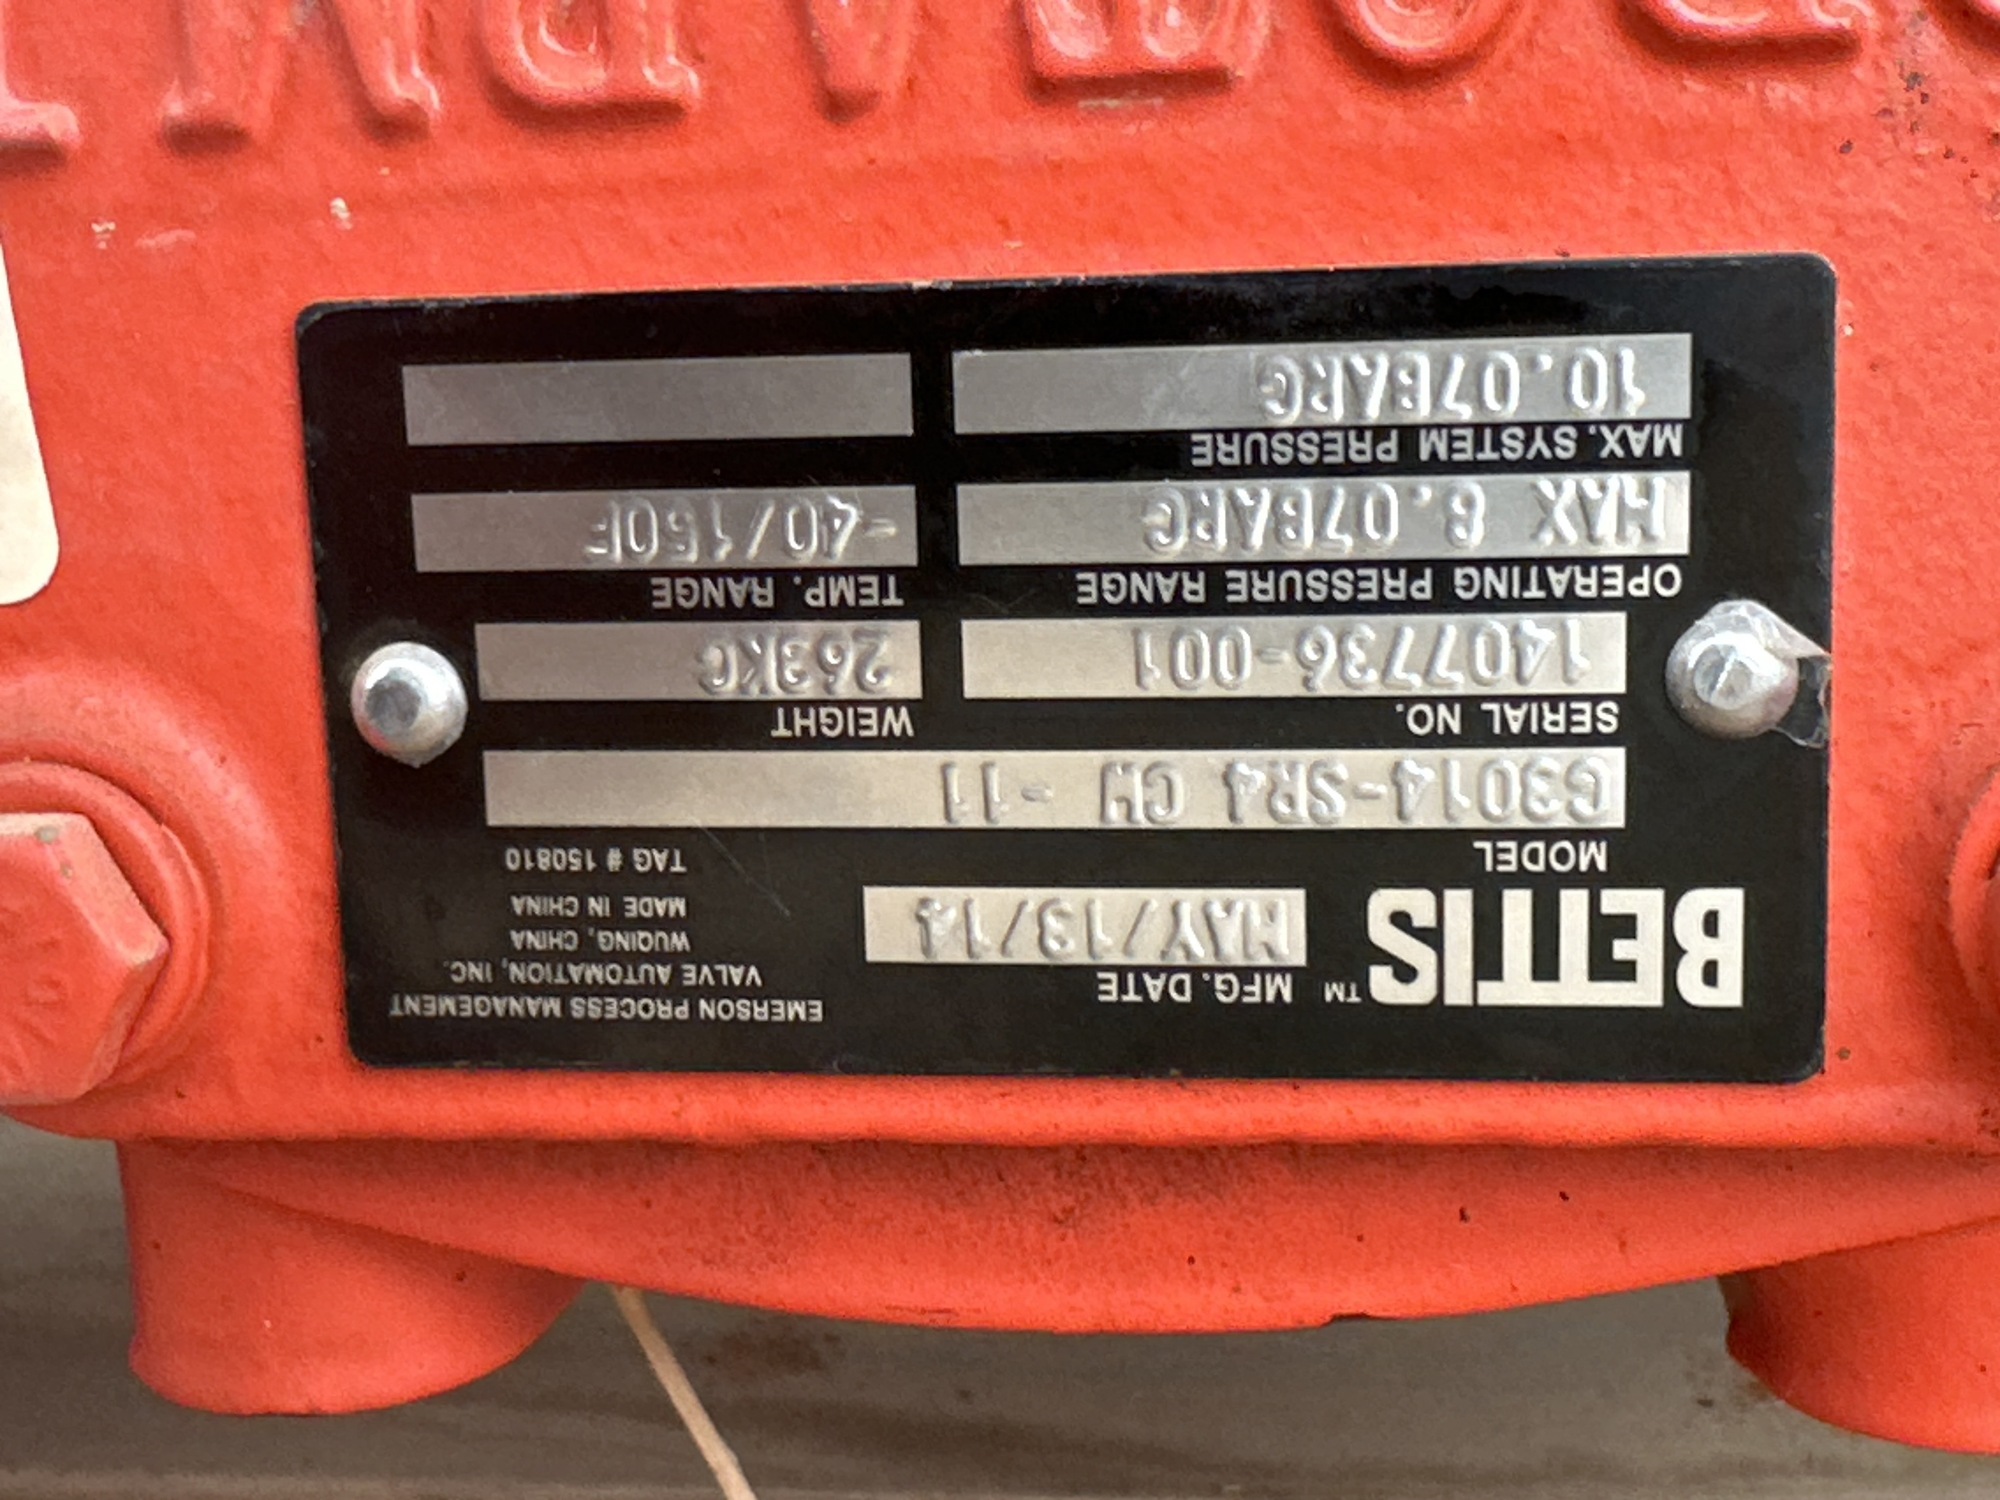 BETTIS™
MFG. DATE
MAY/13/14
EMERSON PROCESS MANAGEMENT
VALVE AUTOMATION, INC.
WUQING, CHINA
MADE IN CHINA
TAG # 150810
MODEL
G3014-SR4 CW -11
SERIAL NO.
1407736-001
WEIGHT
263KG
OPERATING PRESSURE RANGE
MAX 8.07BARG
TEMP. RANGE
-40/150F
MAX. SYSTEM PRESSURE
10.07BARG